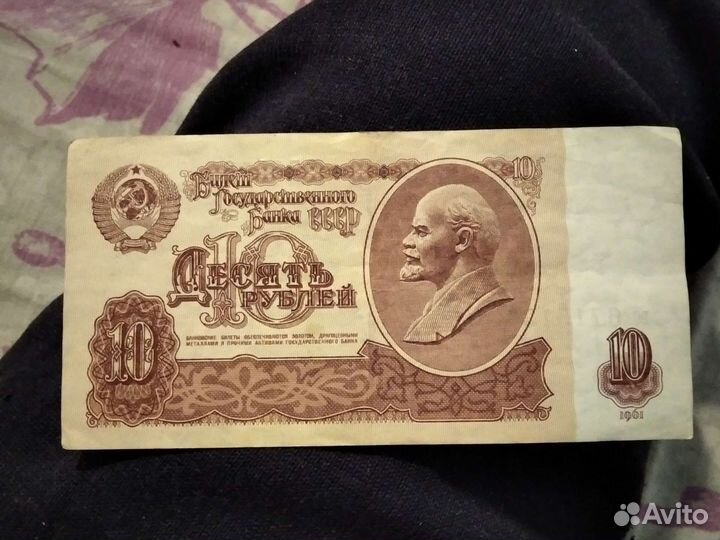 10
Билет
Государственного
Банка СССР
10
Десять
рублей
БАНКОВСКИЕ БИЛЕТЫ ОБЕСПЕЧИВАЮТСЯ ЗОЛОТОМ, ДРАГОЦЕННЫМИ
МЕТАЛЛАМИ И ПРОЧИМИ АКТИВАМИ ГОСУДАРСТВЕННОГО БАНКА
10
10
1961
Avito